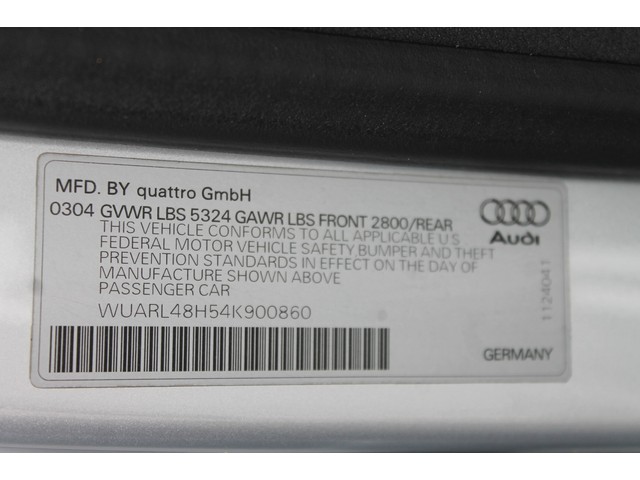 MFD. BY quattro GmbH
0304 GVWR LBS 5324 GAWR LBS FRONT 2800/REAR
THIS VEHICLE CONFORMS TO ALL APPLICABLE U S
FEDERAL MOTOR VEHICLE SAFETY, BUMPER AND THEFT
PREVENTION STANDARDS IN EFFECT ON THE DAY OF
MANUFACTURE SHOWN ABOVE
PASSENGER CAR
WUARL48H54K900860
Audi
1124041
GERMANY